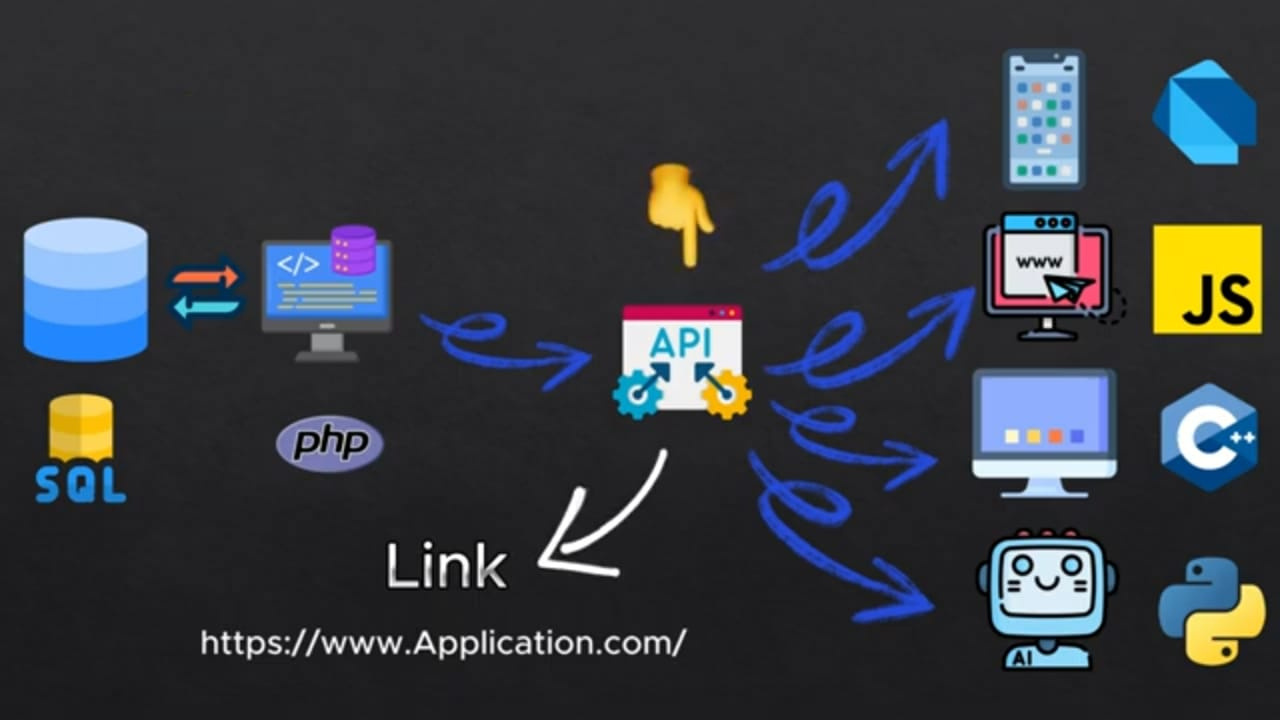 </>
www
API
JS
SQL
php
C++
Link
https://www.Application.com/
AI